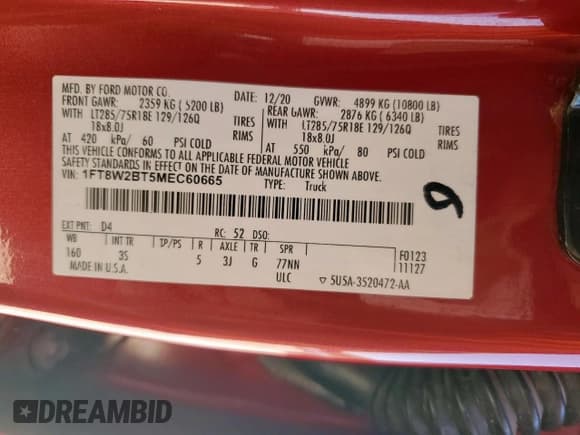 MFD. BY FORD MOTOR CO.
DATE: 12/20
GVWR: 4899 KG (10800 LB)
FRONT GAWR: 2359 KG (5200 LB)
REAR GAWR: 2876 KG (6340 LB)
WITH LT285/75R18E 129/126Q TIRES
WITH LT285/75R18E 129/126Q TIRES
18x8.0J RIMS
18x8.0J RIMS
AT 420 kPa/ 60 PSI COLD
AT 550 kPa/ 80 PSI COLD
THIS VEHICLE CONFORMS TO ALL APPLICABLE FEDERAL MOTOR VEHICLE
SAFETY STANDARDS IN EFFECT ON THE DATE OF MANUFACTURE SHOWN ABOVE.
VIN: 1FT8W2BT5MEC60665
TYPE: Truck
6
EXT PNT: D4 RC: 52 DSO:
WB INT TR TP/PS R AXLE TR SPR F0123
160 3S 5 3J G 77NN 11127
MADE IN U.S.A. ULC ▽ 5U5A-3520472-AA
DREAMBID